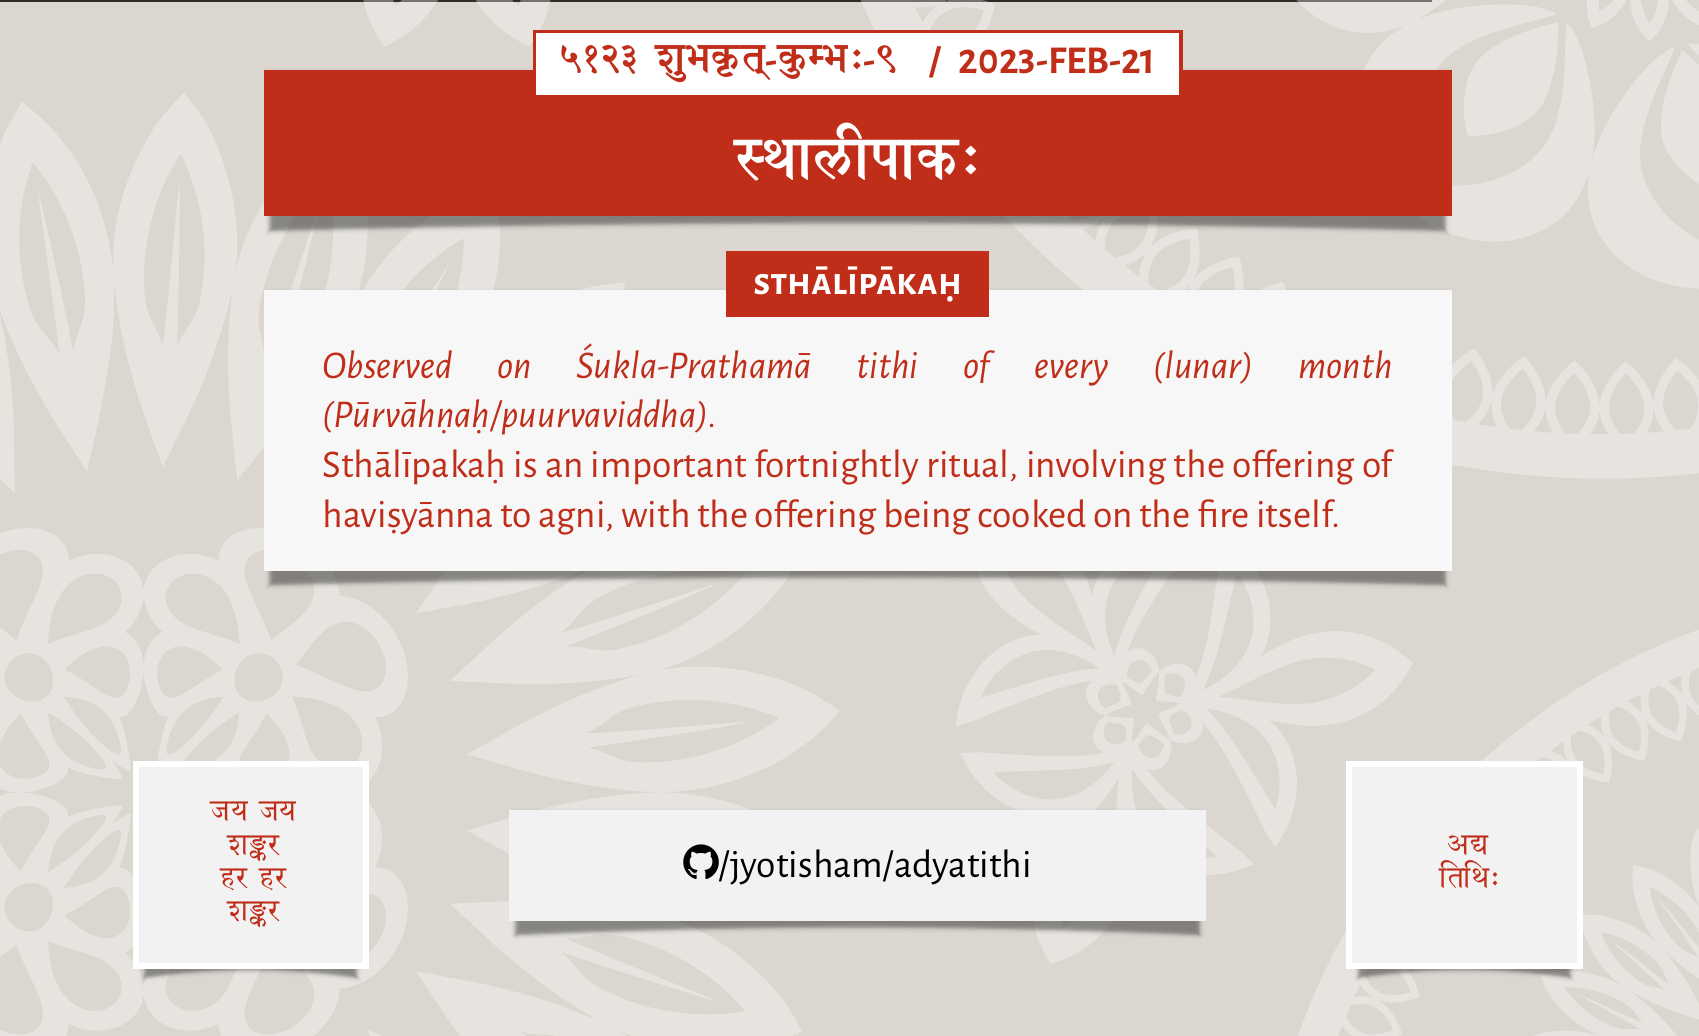 ५१२३ शुभकृत्-कुम्भः-९ / 2023-FEB-21
स्थालीपाकः
STHĀLĪPĀKAḤ
Observed on Śukla-Prathamā tithi of every (lunar) month
(Pūrvāhṇaḥ/puurvaviddha).
Sthālīpakaḥ is an important fortnightly ritual, involving the offering of
haviṣyānna to agni, with the offering being cooked on the fire itself.
जय जय
शङ्कर
हर हर
शङ्कर
/jyotisham/adyatithi
अद्य
तिथिः